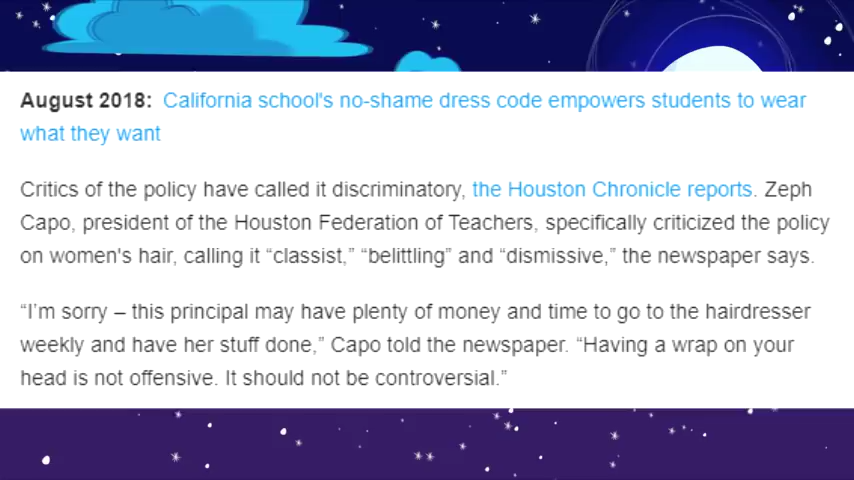 August 2018: California school's no-shame dress code empowers students to wear
what they want
Critics of the policy have called it discriminatory, the Houston Chronicle reports. Zeph
Capo, president of the Houston Federation of Teachers, specifically criticized the policy
on women's hair, calling it “classist,” “belittling” and “dismissive,” the newspaper says.
“I’m sorry – this principal may have plenty of money and time to go to the hairdresser
weekly and have her stuff done,” Capo told the newspaper. “Having a wrap on your
head is not offensive. It should not be controversial.”